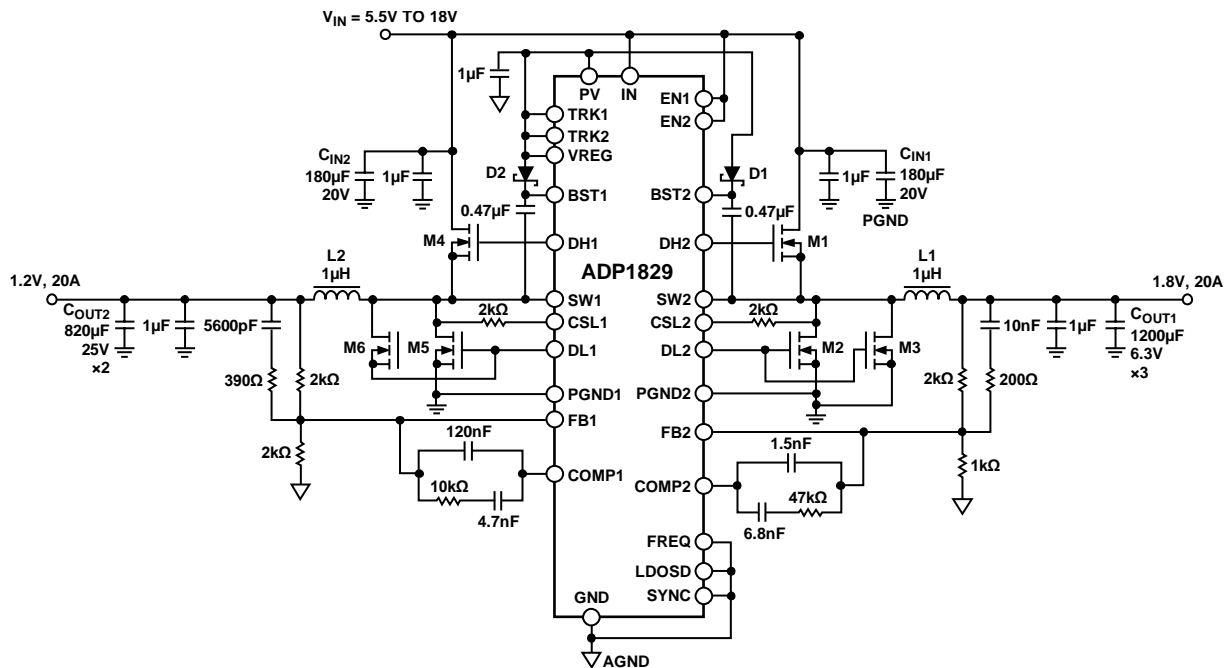 V_IN = 5.5V TO 18V
1µF
PV
IN
TRK1
TRK2
VREG
EN1
EN2
C_IN2
180µF
20V
1µF
D2
BST1
0.47µF
BST2
D1
0.47µF
1µF
C_IN1
180µF
20V
PGND
M4
DH1
DH2
M1
ADP1829
1.2V, 20A
L2
1µH
SW1
SW2
L1
1µH
1.8V, 20A
C_OUT2
820µF
25V
×2
1µF
5600pF
2kΩ
CSL1
CSL2
2kΩ
10nF
1µF
C_OUT1
1200µF
6.3V
×3
M6
M5
DL1
DL2
M2
M3
390Ω
2kΩ
PGND1
PGND2
2kΩ
200Ω
FB1
FB2
2kΩ
120nF
10kΩ
4.7nF
COMP1
COMP2
1.5nF
47kΩ
6.8nF
1kΩ
FREQ
LDOSD
SYNC
GND
AGND